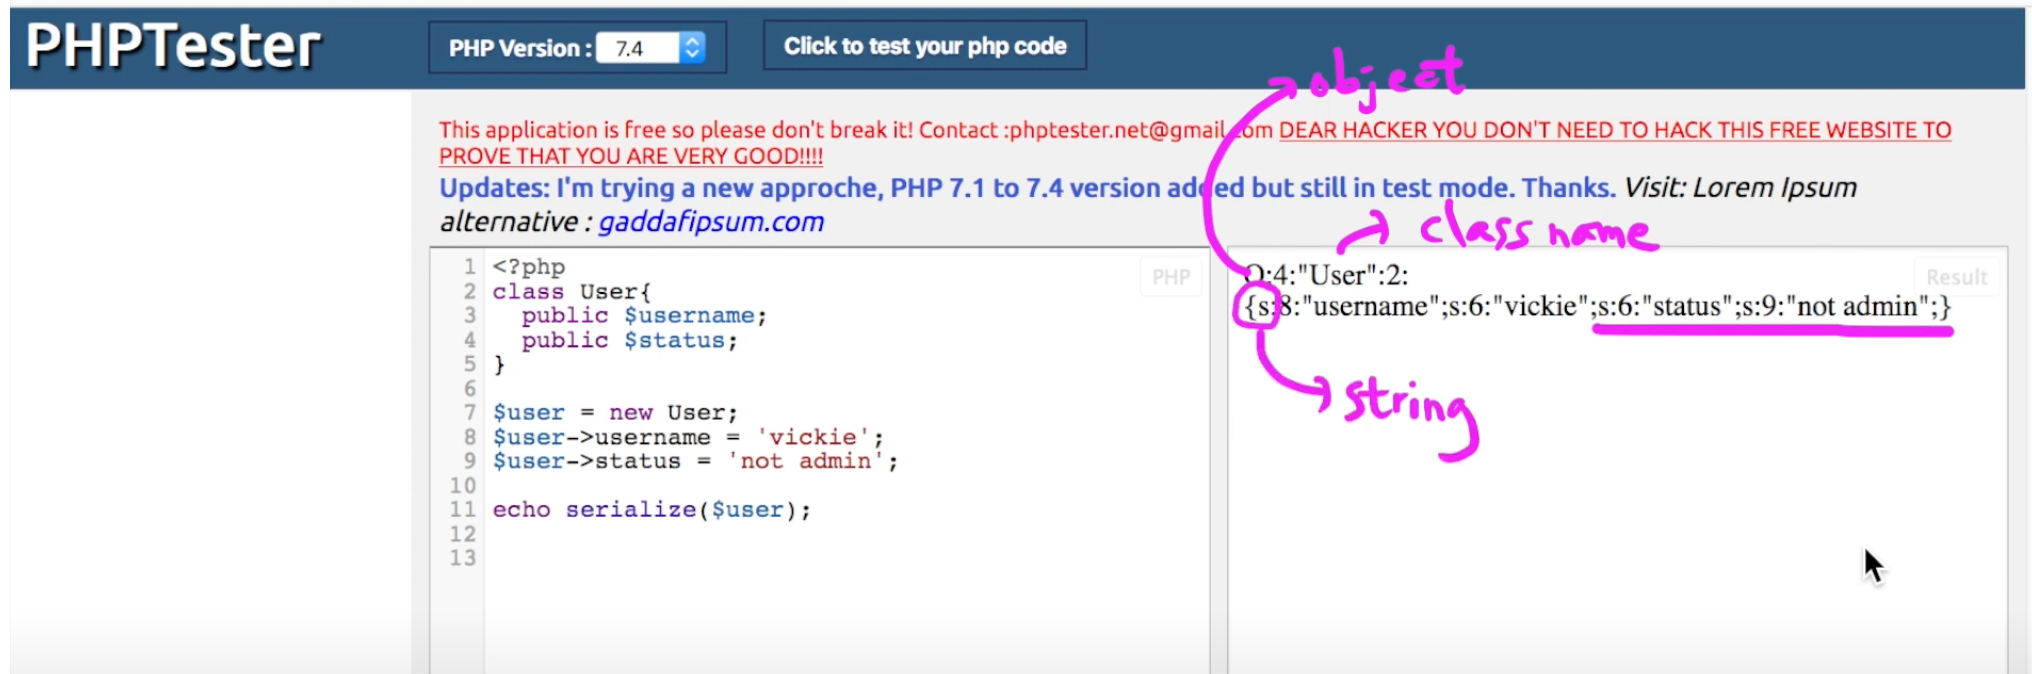 PHPTester
PHP Version : 7.4
Click to test your php code
object
This application is free so please don't break it! Contact :phptester.net@gmail.com DEAR HACKER YOU DON'T NEED TO HACK THIS FREE WEBSITE TO
PROVE THAT YOU ARE VERY GOOD!!!!
Updates: I'm trying a new approche, PHP 7.1 to 7.4 version added but still in test mode. Thanks. Visit: Lorem Ipsum
alternative : gaddafipsum.com
class name
1 <?php
2 class User{
3 public $username;
4 public $status;
5 }
6
7 $user = new User;
8 $user->username = 'vickie';
9 $user->status = 'not admin';
10
11 echo serialize($user);
12
13
PHP
O:4:"User":2:
{s:8:"username";s:6:"vickie";s:6:"status";s:9:"not admin";}
Result
string